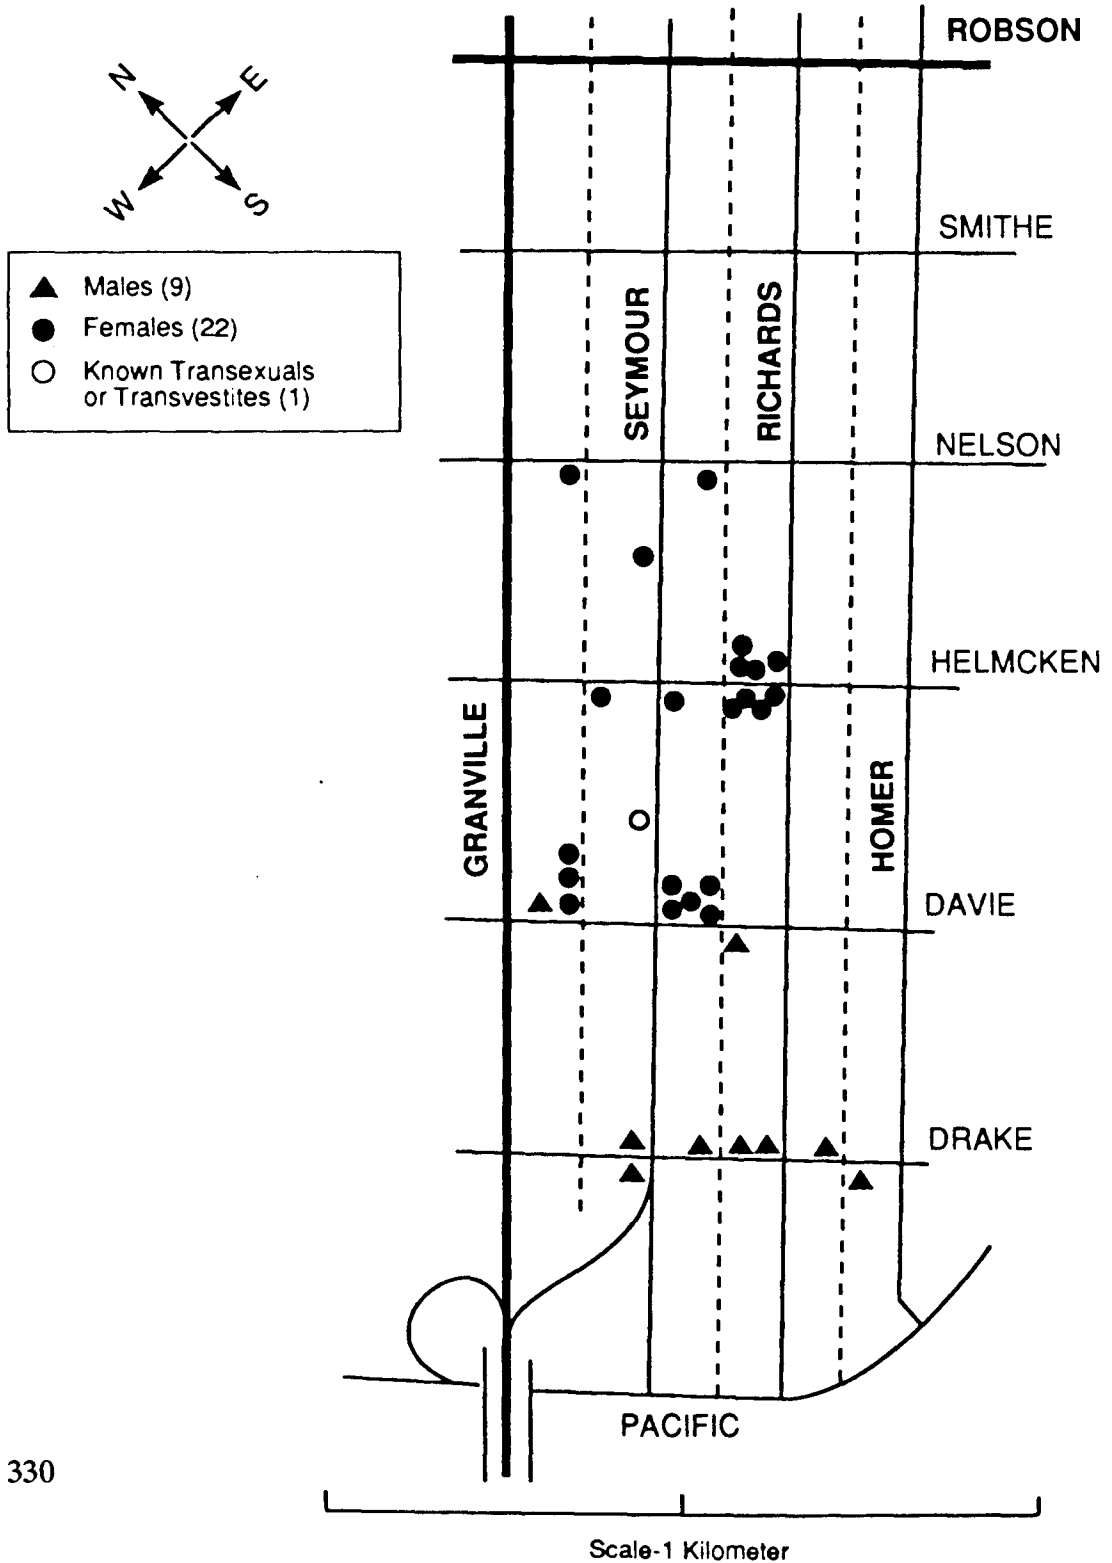 ROBSON
N
E
W
S
SMITHE
Males (9)
Females (22)
Known Transexuals
or Transvestites (1)
SEYMOUR
RICHARDS
NELSON
HELMCKEN
GRANVILLE
HOMER
DAVIE
DRAKE
PACIFIC
330
Scale-1 Kilometer